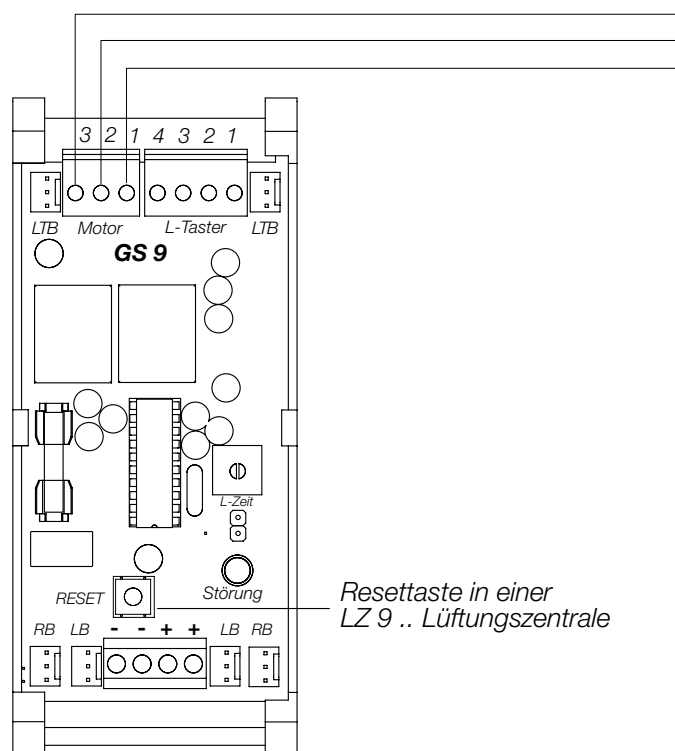 3 2 1 4 3 2 1
LTB Motor L-Taster LTB
GS 9
L-Zeit
RESET
Störung
Resettaste in einer
LZ 9 .. Lüftungszentrale
RB LB - - + + LB RB